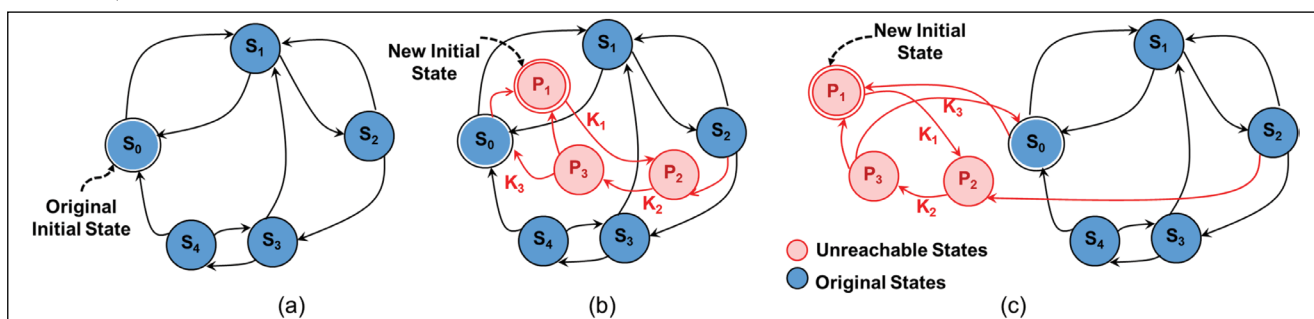 S1
S0
S2
S4
S3
Original
Initial State
(a)
New Initial
State
S1
P1
K1
S0
S2
P3
P2
K3
K2
S4
S3
(b)
New Initial
State
S1
P1
K3
S0
S2
K1
P3
P2
K2
S4
S3
Unreachable States
Original States
(c)